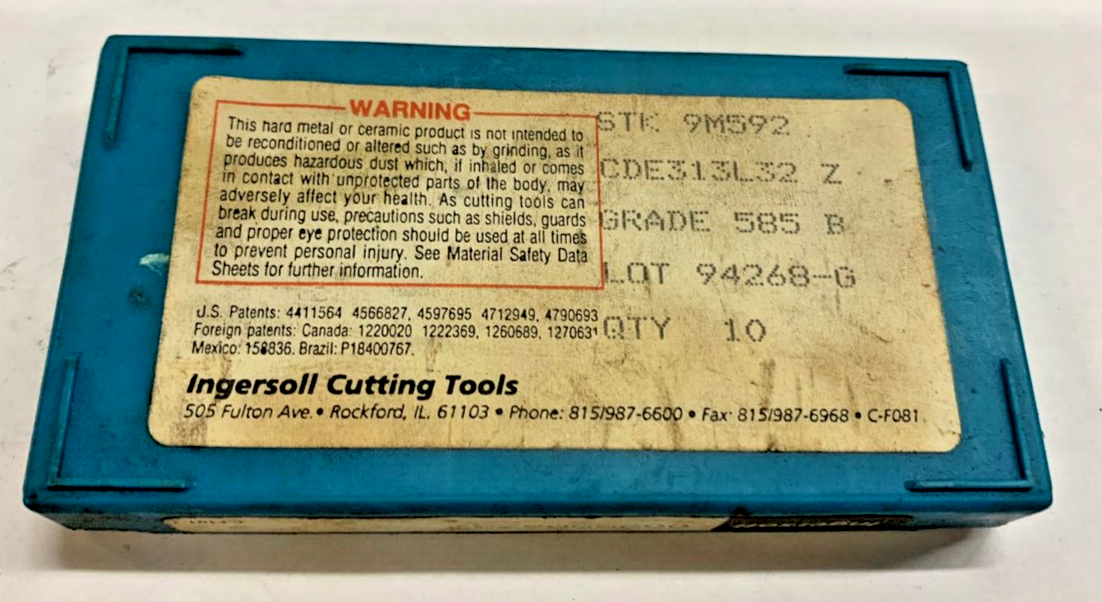 WARNING
This hard metal or ceramic product is not intended to
be reconditioned or altered such as by grinding, as it
produces hazardous dust which, if inhaled or comes
in contact with unprotected parts of the body, may
adversely affect your health. As cutting tools can
break during use, precautions such as shields, guards
and proper eye protection should be used at all times
to prevent personal injury. See Material Safety Data
Sheets for further information.
STK 9M592
CDE313L32 Z
GRADE 585 B
LOT 94268-G
QTY 10
U.S. Patents: 4411564 4566827, 4597695 4712949, 4790693
Foreign patents: Canada: 1220020 1222369, 1260689, 1270631
Mexico: Brazil: P18400767.
Ingersoll Cutting Tools
505 Fulton Ave. • Rockford, IL. 61103 • Phone: 815/987-6600 • Fax: 815/987-6968 • C-F081